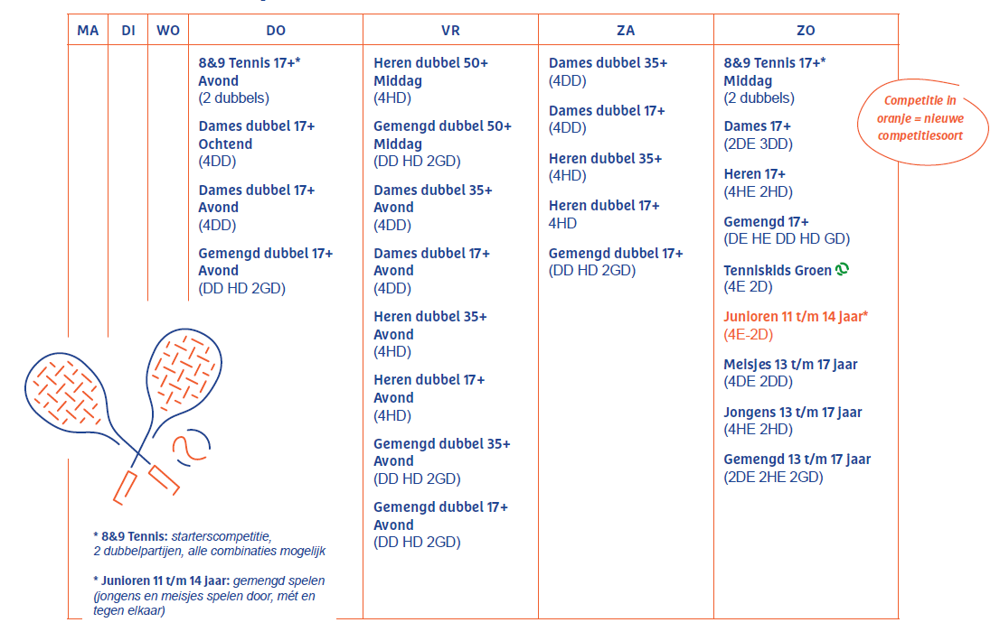 MA DI WO DO VR ZA ZO
8&9 Tennis 17+*
Avond
(2 dubbels)
Dames dubbel 17+
Ochtend
(4DD)
Dames dubbel 17+
Avond
(4DD)
Gemengd dubbel 17+
Avond
(DD HD 2GD)
Heren dubbel 50+
Middag
(4HD)
Gemengd dubbel 50+
Middag
(DD HD 2GD)
Dames dubbel 35+
Avond
(4DD)
Dames dubbel 17+
Avond
(4DD)
Heren dubbel 35+
Avond
(4HD)
Heren dubbel 17+
Avond
(4HD)
Gemengd dubbel 35+
Avond
(DD HD 2GD)
Gemengd dubbel 17+
Avond
(DD HD 2GD)
Dames dubbel 35+
(4DD)
Dames dubbel 17+
(4DD)
Heren dubbel 35+
(4HD)
Heren dubbel 17+
4HD
Gemengd dubbel 17+
(DD HD 2GD)
8&9 Tennis 17+*
Middag
(2 dubbels)
Dames 17+
(2DE 3DD)
Heren 17+
(4HE 2HD)
Gemengd 17+
(DE HE DD HD GD)
Tenniskids Groen
(4E 2D)
Junioren 11 t/m 14 jaar*
(4E-2D)
Meisjes 13 t/m 17 jaar
(4DE 2DD)
Jongens 13 t/m 17 jaar
(4HE 2HD)
Gemengd 13 t/m 17 jaar
(2DE 2HE 2GD)
Competitie in
oranje = nieuwe
competitiesoort
* 8&9 Tennis: starterscompetitie,
2 dubbelpartijen, alle combinaties mogelijk
* Junioren 11 t/m 14 jaar: gemengd spelen
(jongens en meisjes spelen door, mét en
tegen elkaar)